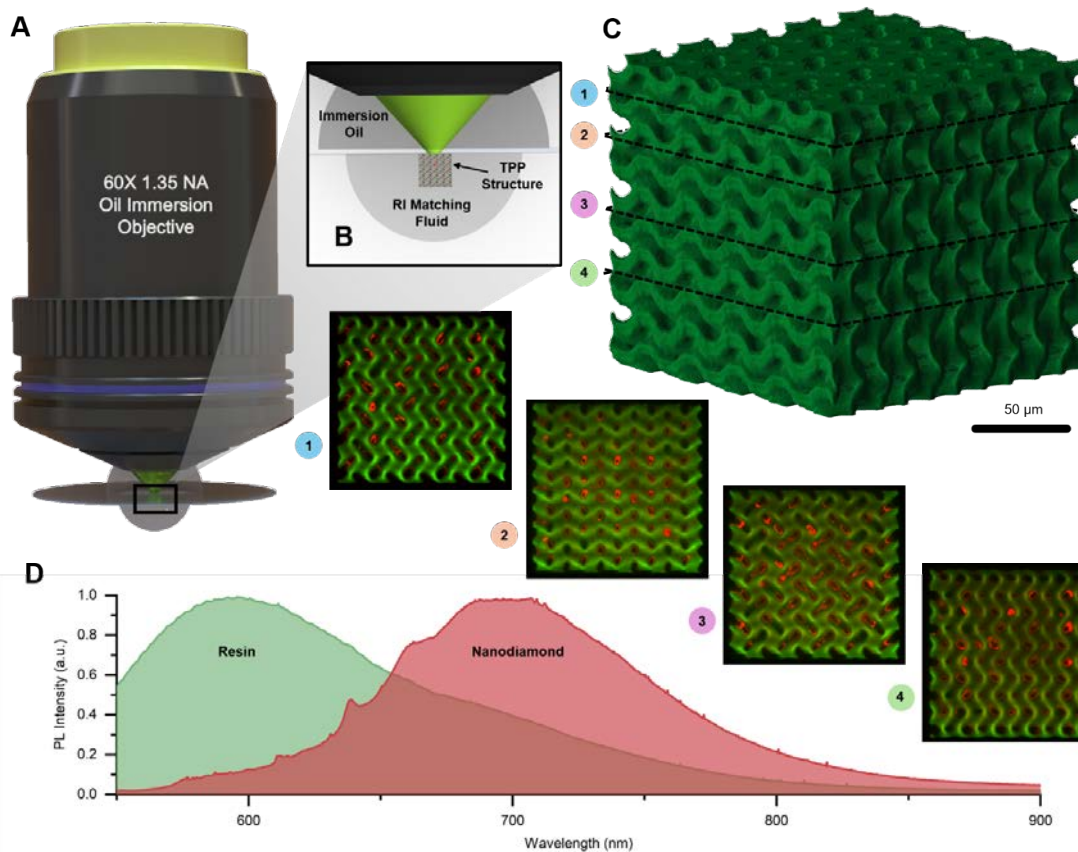 A
60X 1.35 NA
Oil Immersion
Objective
Immersion
Oil
TPP
Structure
RI Matching
Fluid
B
C
1
2
3
4
50 µm
1
2
3
4
D
1.0
0.8
0.6
0.4
0.2
0.0
PL Intensity (a.u.)
Resin
Nanodiamond
600
700
800
900
Wavelength (nm)